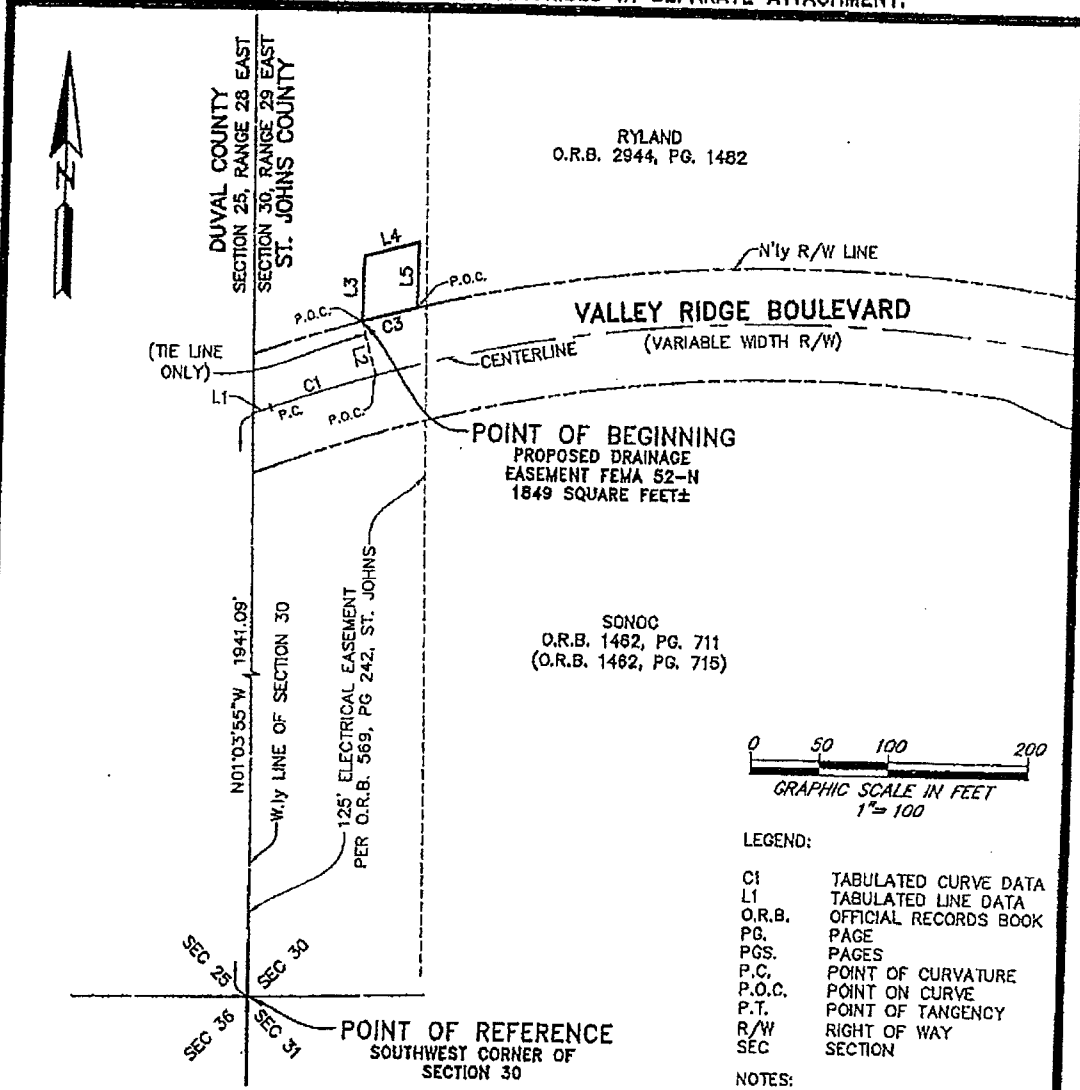 SEPARATE ATTACHMENT.
DUVAL COUNTY
SECTION 25, RANGE 28 EAST
SECTION 30, RANGE 29 EAST
ST. JOHNS COUNTY
N
RYLAND
O.R.B. 2944, PG. 1482
L4
L3
L5
P.O.C.
P.O.C.
C3
N'ly R/W LINE
VALLEY RIDGE BOULEVARD
(VARIABLE WIDTH R/W)
CENTERLINE
(TIE LINE
ONLY)
L2
L1
C1
P.C.
P.O.C.
POINT OF BEGINNING
PROPOSED DRAINAGE
EASEMENT FEMA 52-N
1849 SQUARE FEET±
N01°03'55"W 1941.09'
W.ly LINE OF SECTION 30
125' ELECTRICAL EASEMENT
PER O.R.B. 569, PG 242, ST. JOHNS
SONOC
O.R.B. 1462, PG. 711
(O.R.B. 1462, PG. 715)
0 50 100 200
GRAPHIC SCALE IN FEET
1"= 100
LEGEND:
C1 TABULATED CURVE DATA
L1 TABULATED LINE DATA
O.R.B. OFFICIAL RECORDS BOOK
PG. PAGE
PGS. PAGES
P.C. POINT OF CURVATURE
P.O.C. POINT ON CURVE
P.T. POINT OF TANGENCY
R/W RIGHT OF WAY
SEC SECTION
NOTES:
SEC 25
SEC 30
SEC 36
SEC 31
POINT OF REFERENCE
SOUTHWEST CORNER OF
SECTION 30